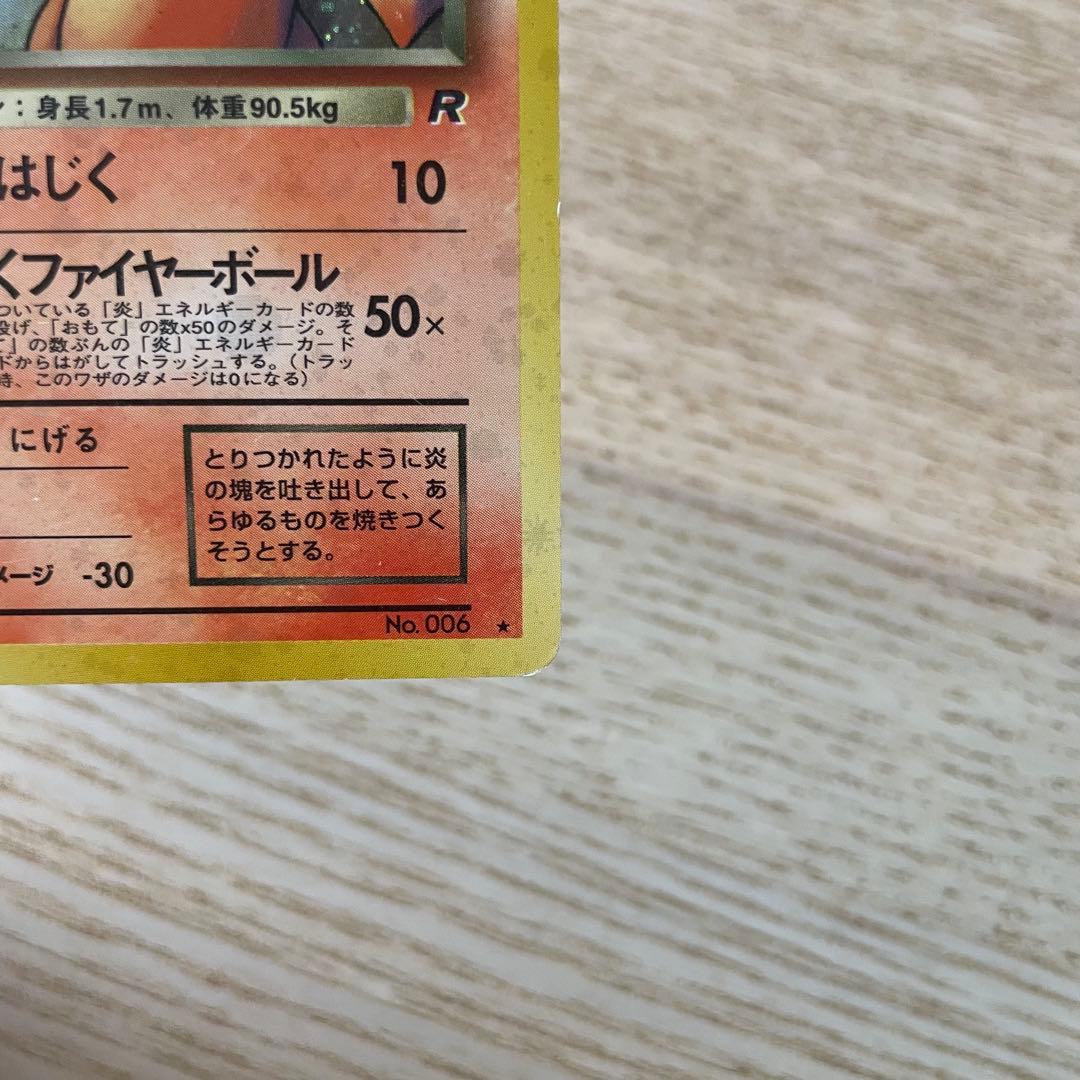 ：身長1.7m、体重90.5kg R
はじく 10
くファイヤーボール
ついている「炎」エネルギーカードの数
投げ、「おもて」の数x50のダメージ。そ
」の数ぶんの「炎」エネルギーカード
ドからはがしてトラッシュする。（トラッ
時、このワザのダメージは0になる）
50×
にげる
とりつかれたように炎
の塊を吐き出して、あ
らゆるものを焼きつく
そうとする。
メージ -30
No. 006 ★